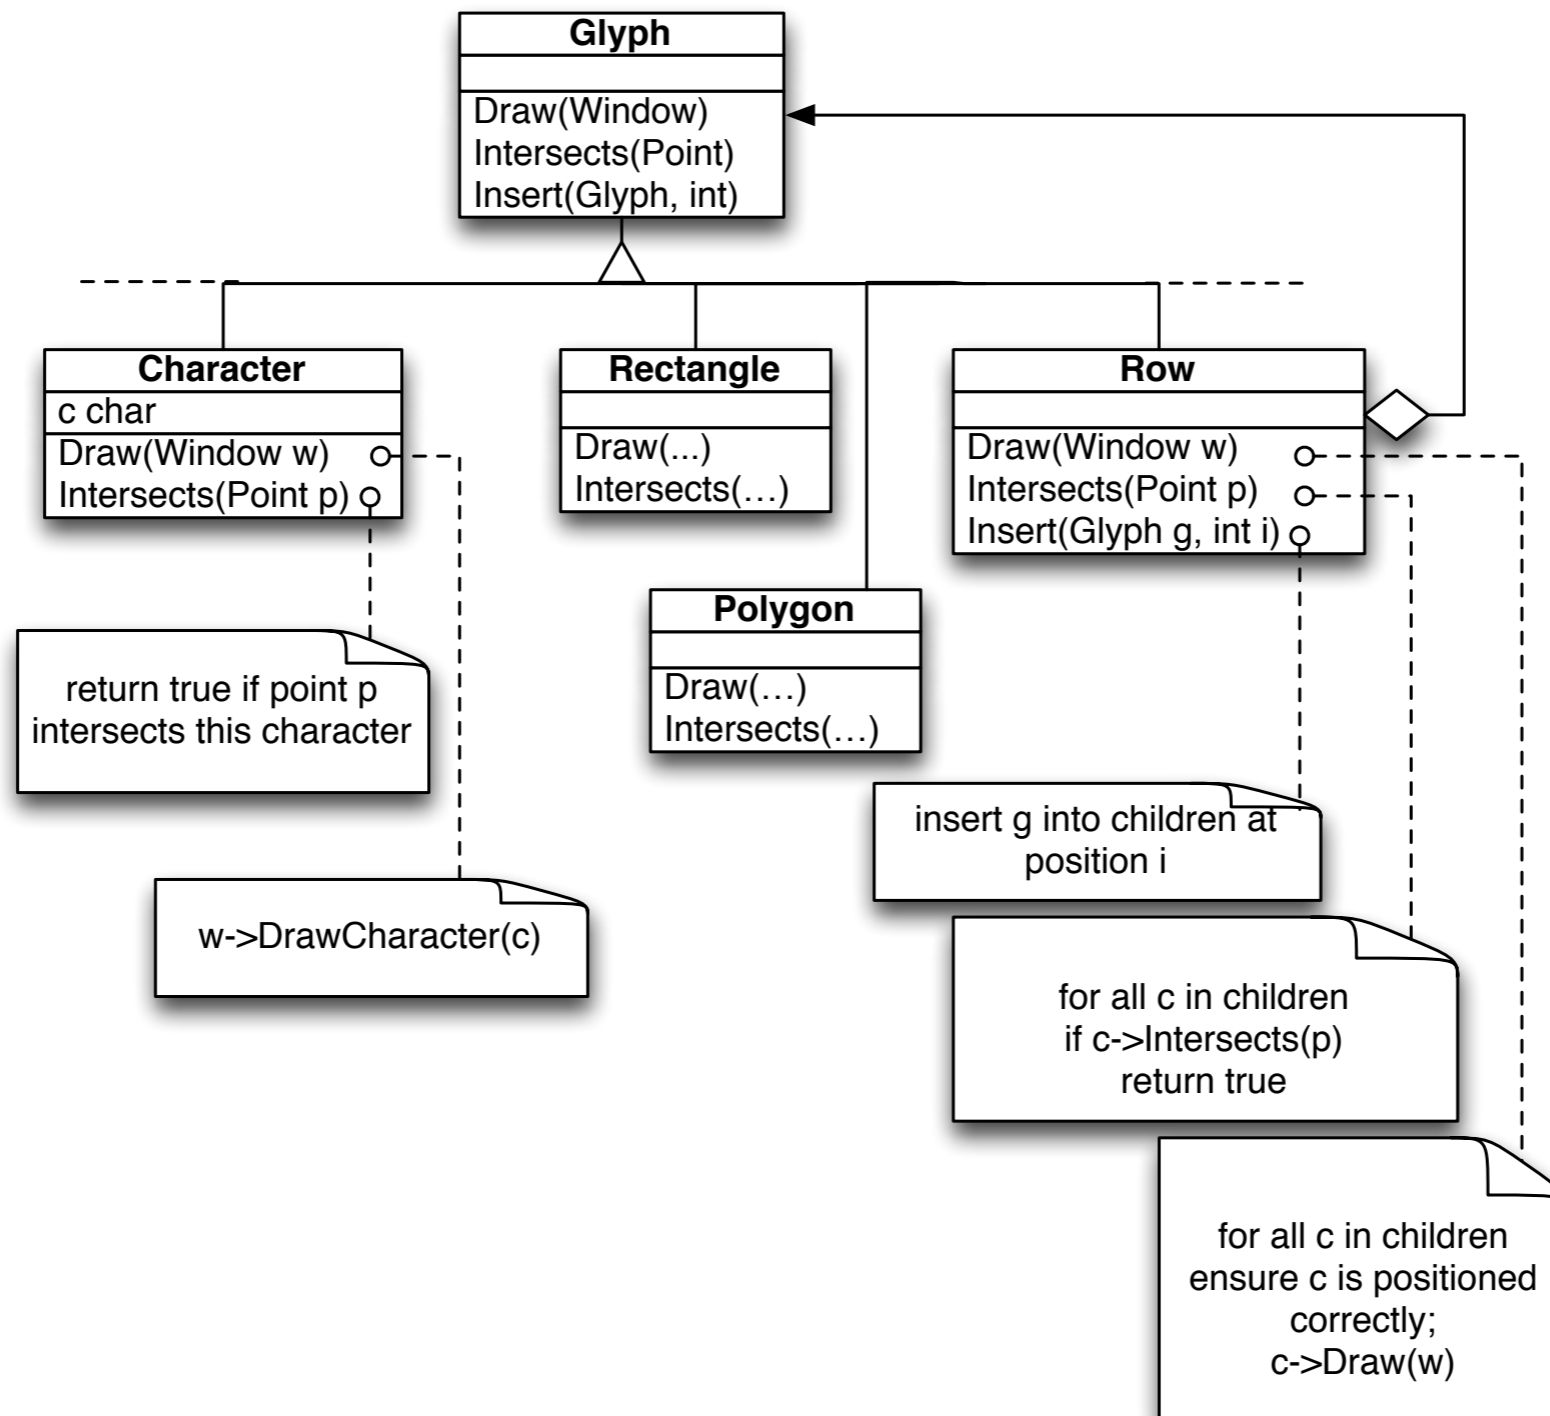 Glyph
Draw(Window)
Intersects(Point)
Insert(Glyph, int)
Character
c char
Draw(Window w)
Intersects(Point p)
Rectangle
Draw(...)
Intersects(…)
Row
Draw(Window w)
Intersects(Point p)
Insert(Glyph g, int i)
Polygon
Draw(…)
Intersects(…)
return true if point p
intersects this character
w->DrawCharacter(c)
insert g into children at
position i
for all c in children
if c->Intersects(p)
return true
for all c in children
ensure c is positioned
correctly;
c->Draw(w)